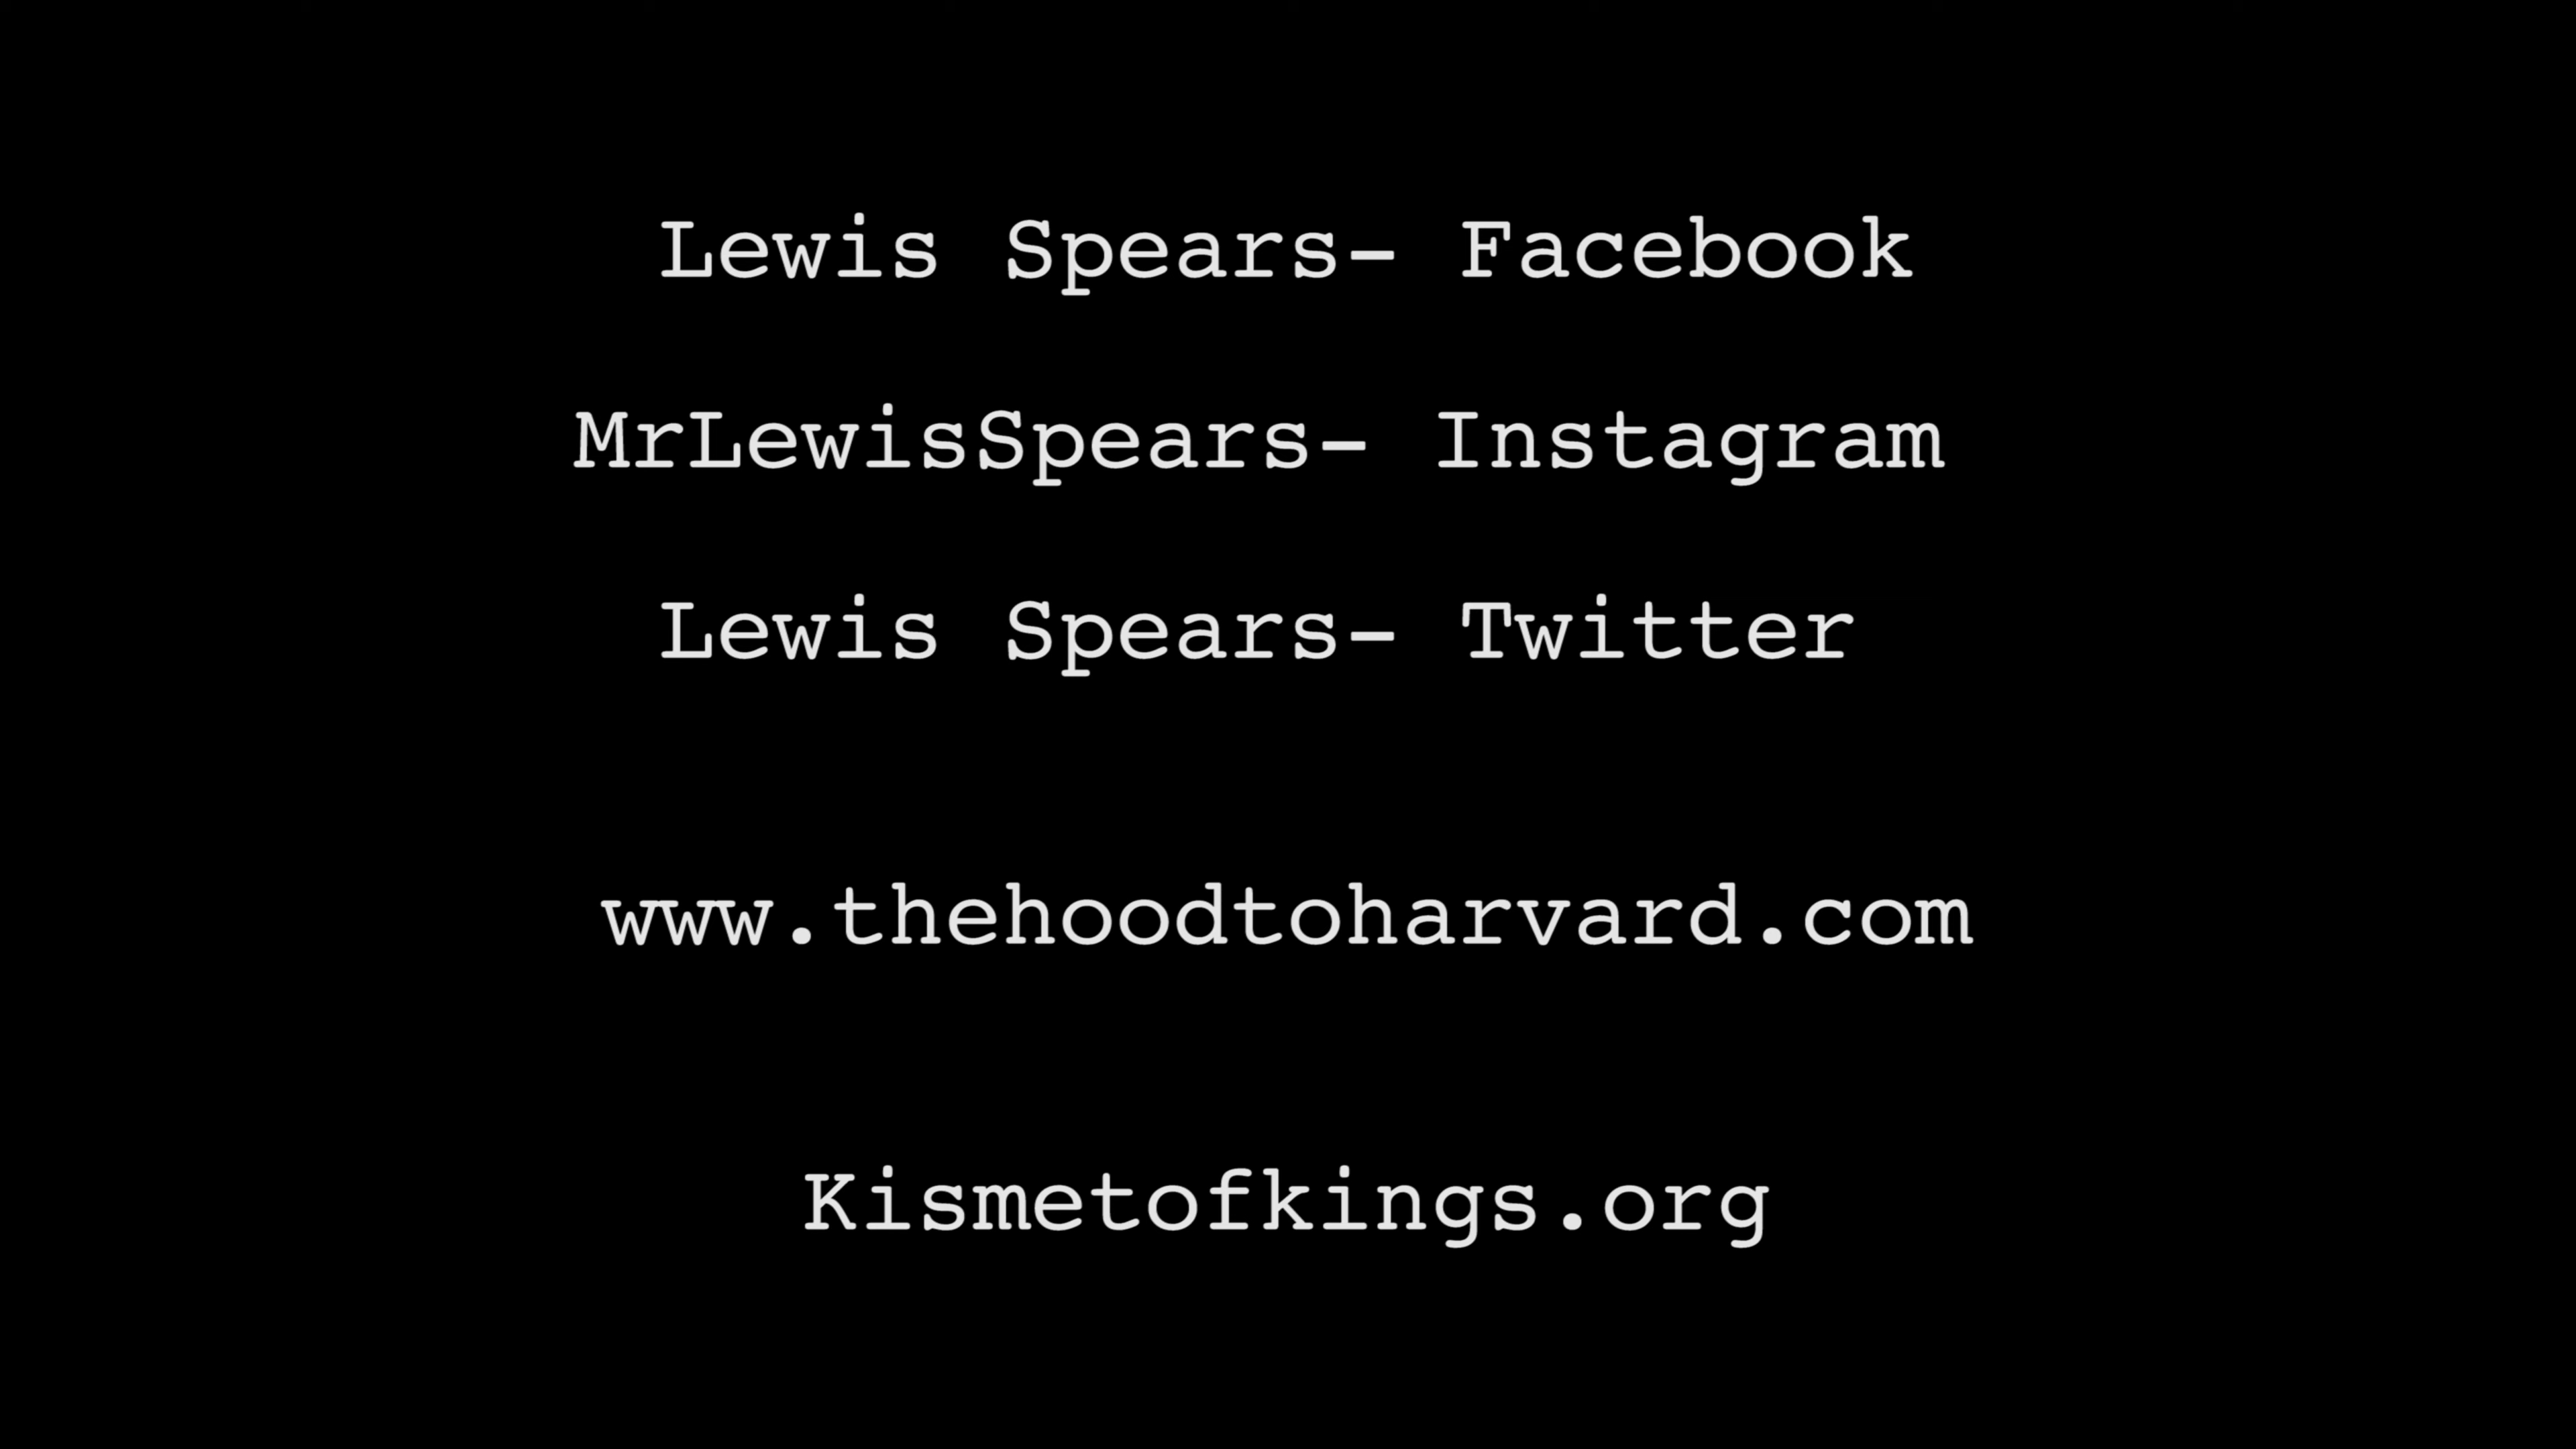 Lewis Spears- Facebook
MrLewisSpears- Instagram
Lewis Spears- Twitter
www.thehoodtoharvard.com
Kismetofkings.org